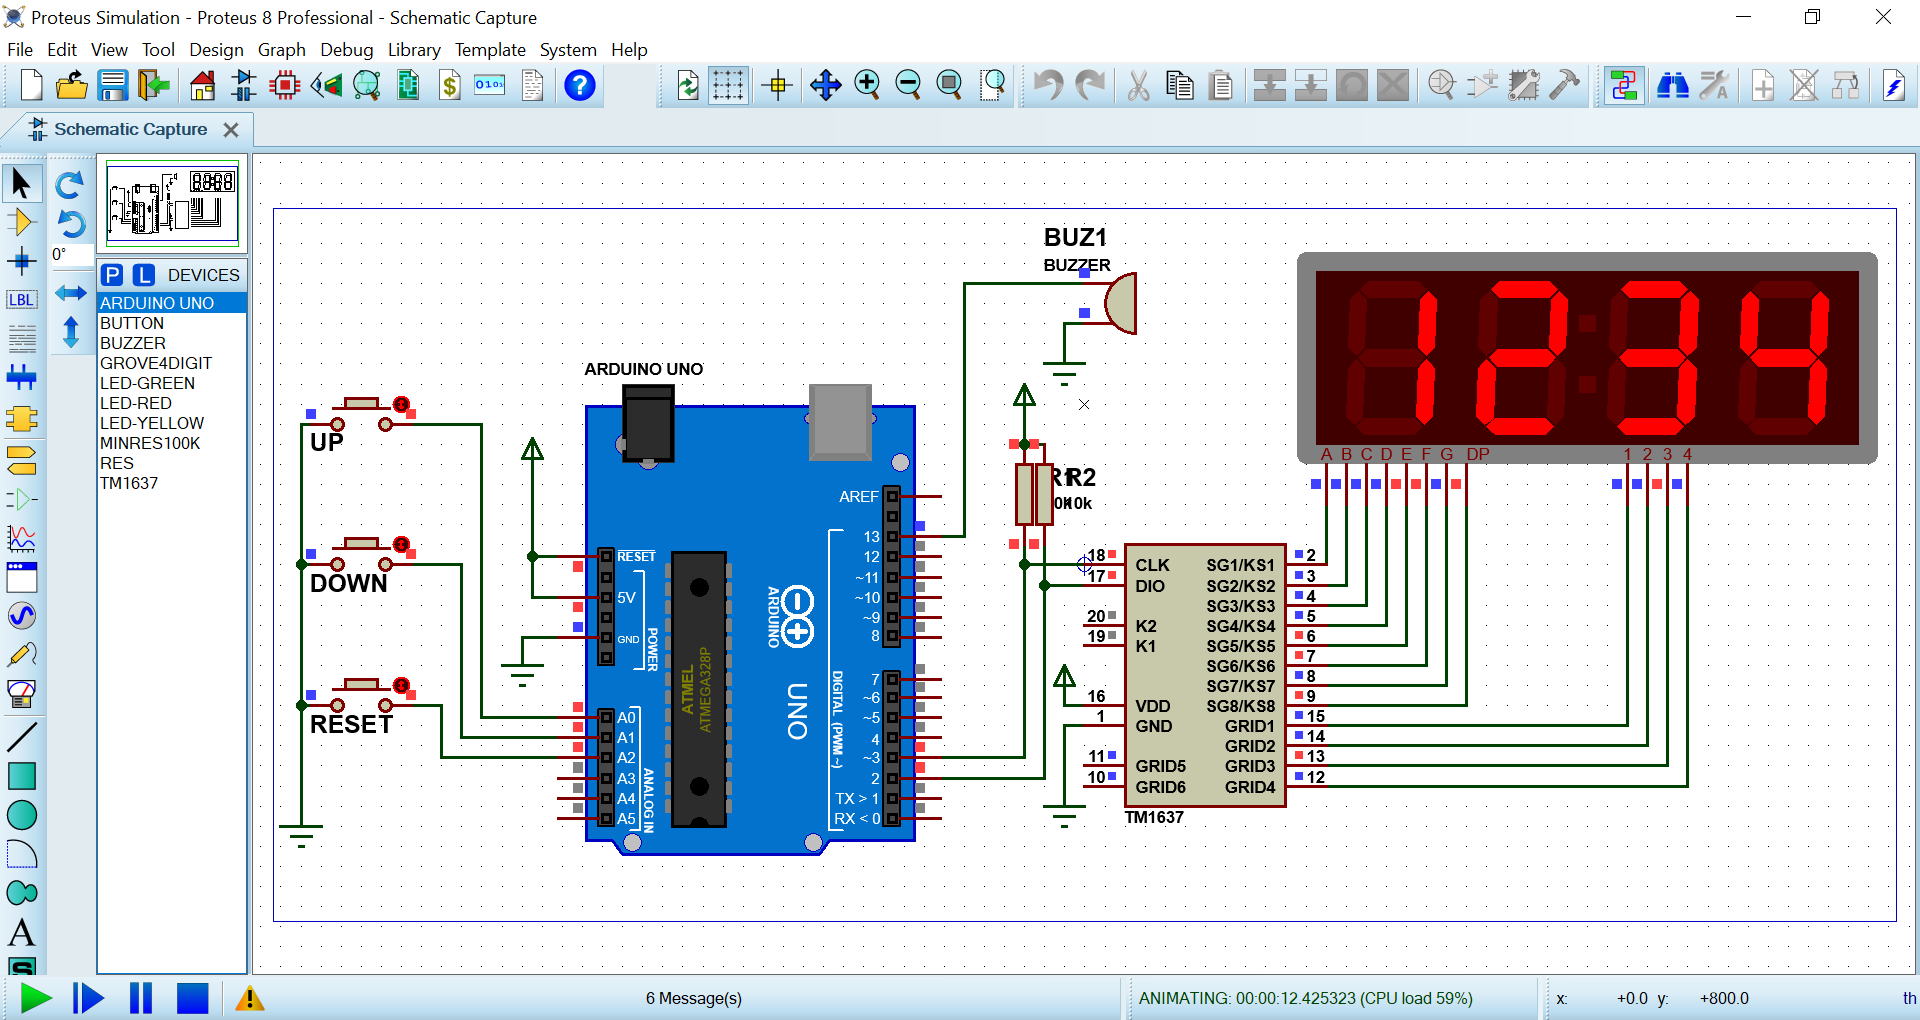 Proteus Simulation - Proteus 8 Professional - Schematic Capture
File Edit View Tool Design Graph Debug Library Template System Help
Schematic Capture
0°
LBL
P L DEVICES
ARDUINO UNO
BUTTON
BUZZER
GROVE4DIGIT
LED-GREEN
LED-RED
LED-YELLOW
MINRES100K
RES
TM1637
A
S
UP
DOWN
RESET
ARDUINO UNO
RESET
5V
GND
POWER
A0
A1
A2
A3
A4
A5
ANALOG IN
ATMEL
ATMEGA328P
ARDUINO
UNO
AREF
13
12
~11
~10
~9
8
7
~6
~5
4
~3
2
TX > 1
RX < 0
DIGITAL (PWM ~)
BUZ1
BUZZER
R2
10k
18 CLK
17 DIO
20 K2
19 K1
16 VDD
1 GND
11 GRID5
10 GRID6
SG1/KS1 2
SG2/KS2 3
SG3/KS3 4
SG4/KS4 5
SG5/KS5 6
SG6/KS6 7
SG7/KS7 8
SG8/KS8 9
GRID1 15
GRID2 14
GRID3 13
GRID4 12
TM1637
1234
A B C D E F G DP 1 2 3 4
6 Message(s)
ANIMATING: 00:00:12.425323 (CPU load 59%)
x: +0.0 y: +800.0 th